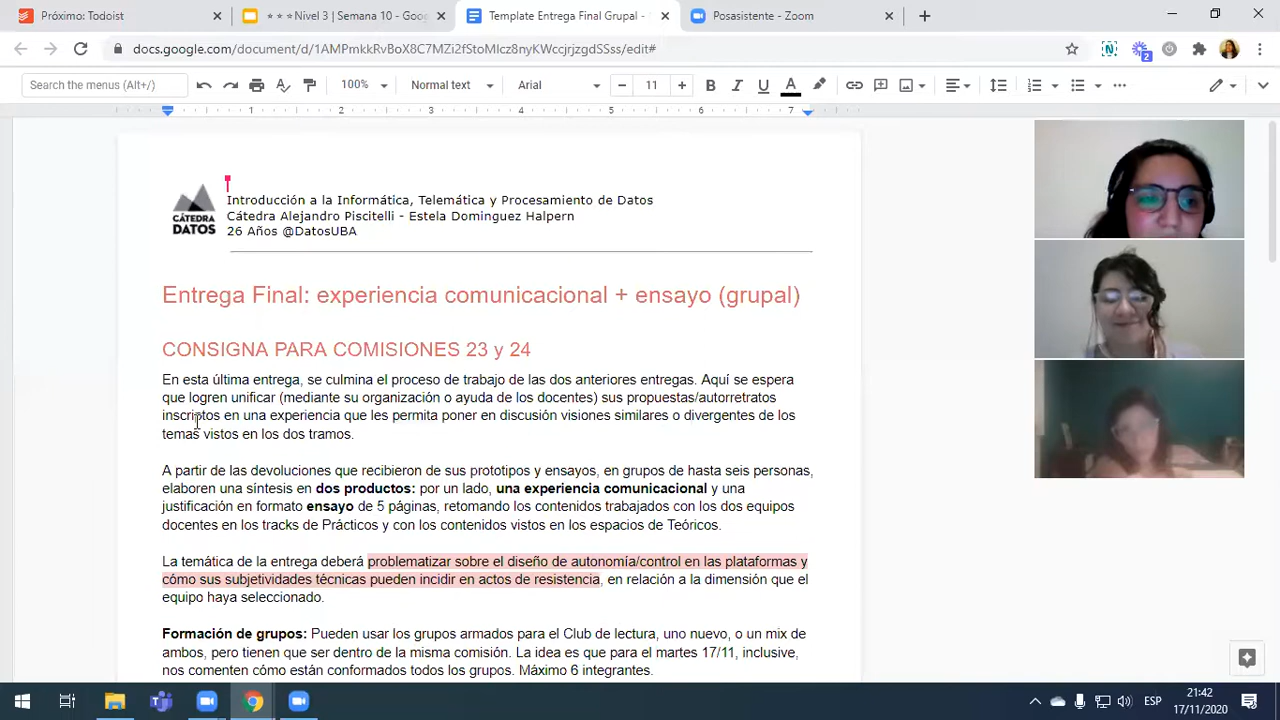 Próximo: Todoist
⭐⭐⭐Nivel 3 | Semana 10 - Google
Template Entrega Final Grupal -
Posasistente - Zoom
docs.google.com/document/d/1AMPmkkRvBoX0C7MZi2fStoMIcz8nyKWccjrjzgdSSss/edit#
2
Search the menus (Alt+/)
100%
Normal text
Arial
11
1 2 3 4 5 6 7
CÁTEDRA
DATOS
Introducción a la Informática, Telemática y Procesamiento de Datos
Cátedra Alejandro Piscitelli - Estela Dominguez Halpern
26 Años @DatosUBA
Entrega Final: experiencia comunicacional + ensayo (grupal)
CONSIGNA PARA COMISIONES 23 y 24
En esta última entrega, se culmina el proceso de trabajo de las dos anteriores entregas. Aquí se espera
que logren unificar (mediante su organización o ayuda de los docentes) sus propuestas/autorretratos
inscriptos en una experiencia que les permita poner en discusión visiones similares o divergentes de los
temas vistos en los dos tramos.
A partir de las devoluciones que recibieron de sus prototipos y ensayos, en grupos de hasta seis personas,
elaboren una síntesis en dos productos: por un lado, una experiencia comunicacional y una
justificación en formato ensayo de 5 páginas, retomando los contenidos trabajados con los dos equipos
docentes en los tracks de Prácticos y con los contenidos vistos en los espacios de Teóricos.
La temática de la entrega deberá problematizar sobre el diseño de autonomía/control en las plataformas y
cómo sus subjetividades técnicas pueden incidir en actos de resistencia, en relación a la dimensión que el
equipo haya seleccionado.
Formación de grupos: Pueden usar los grupos armados para el Club de lectura, uno nuevo, o un mix de
ambos, pero tienen que ser dentro de la misma comisión. La idea es que para el martes 17/11, inclusive,
nos comenten cómo están conformados todos los grupos. Máximo 6 integrantes.
ESP
21:42
17/11/2020